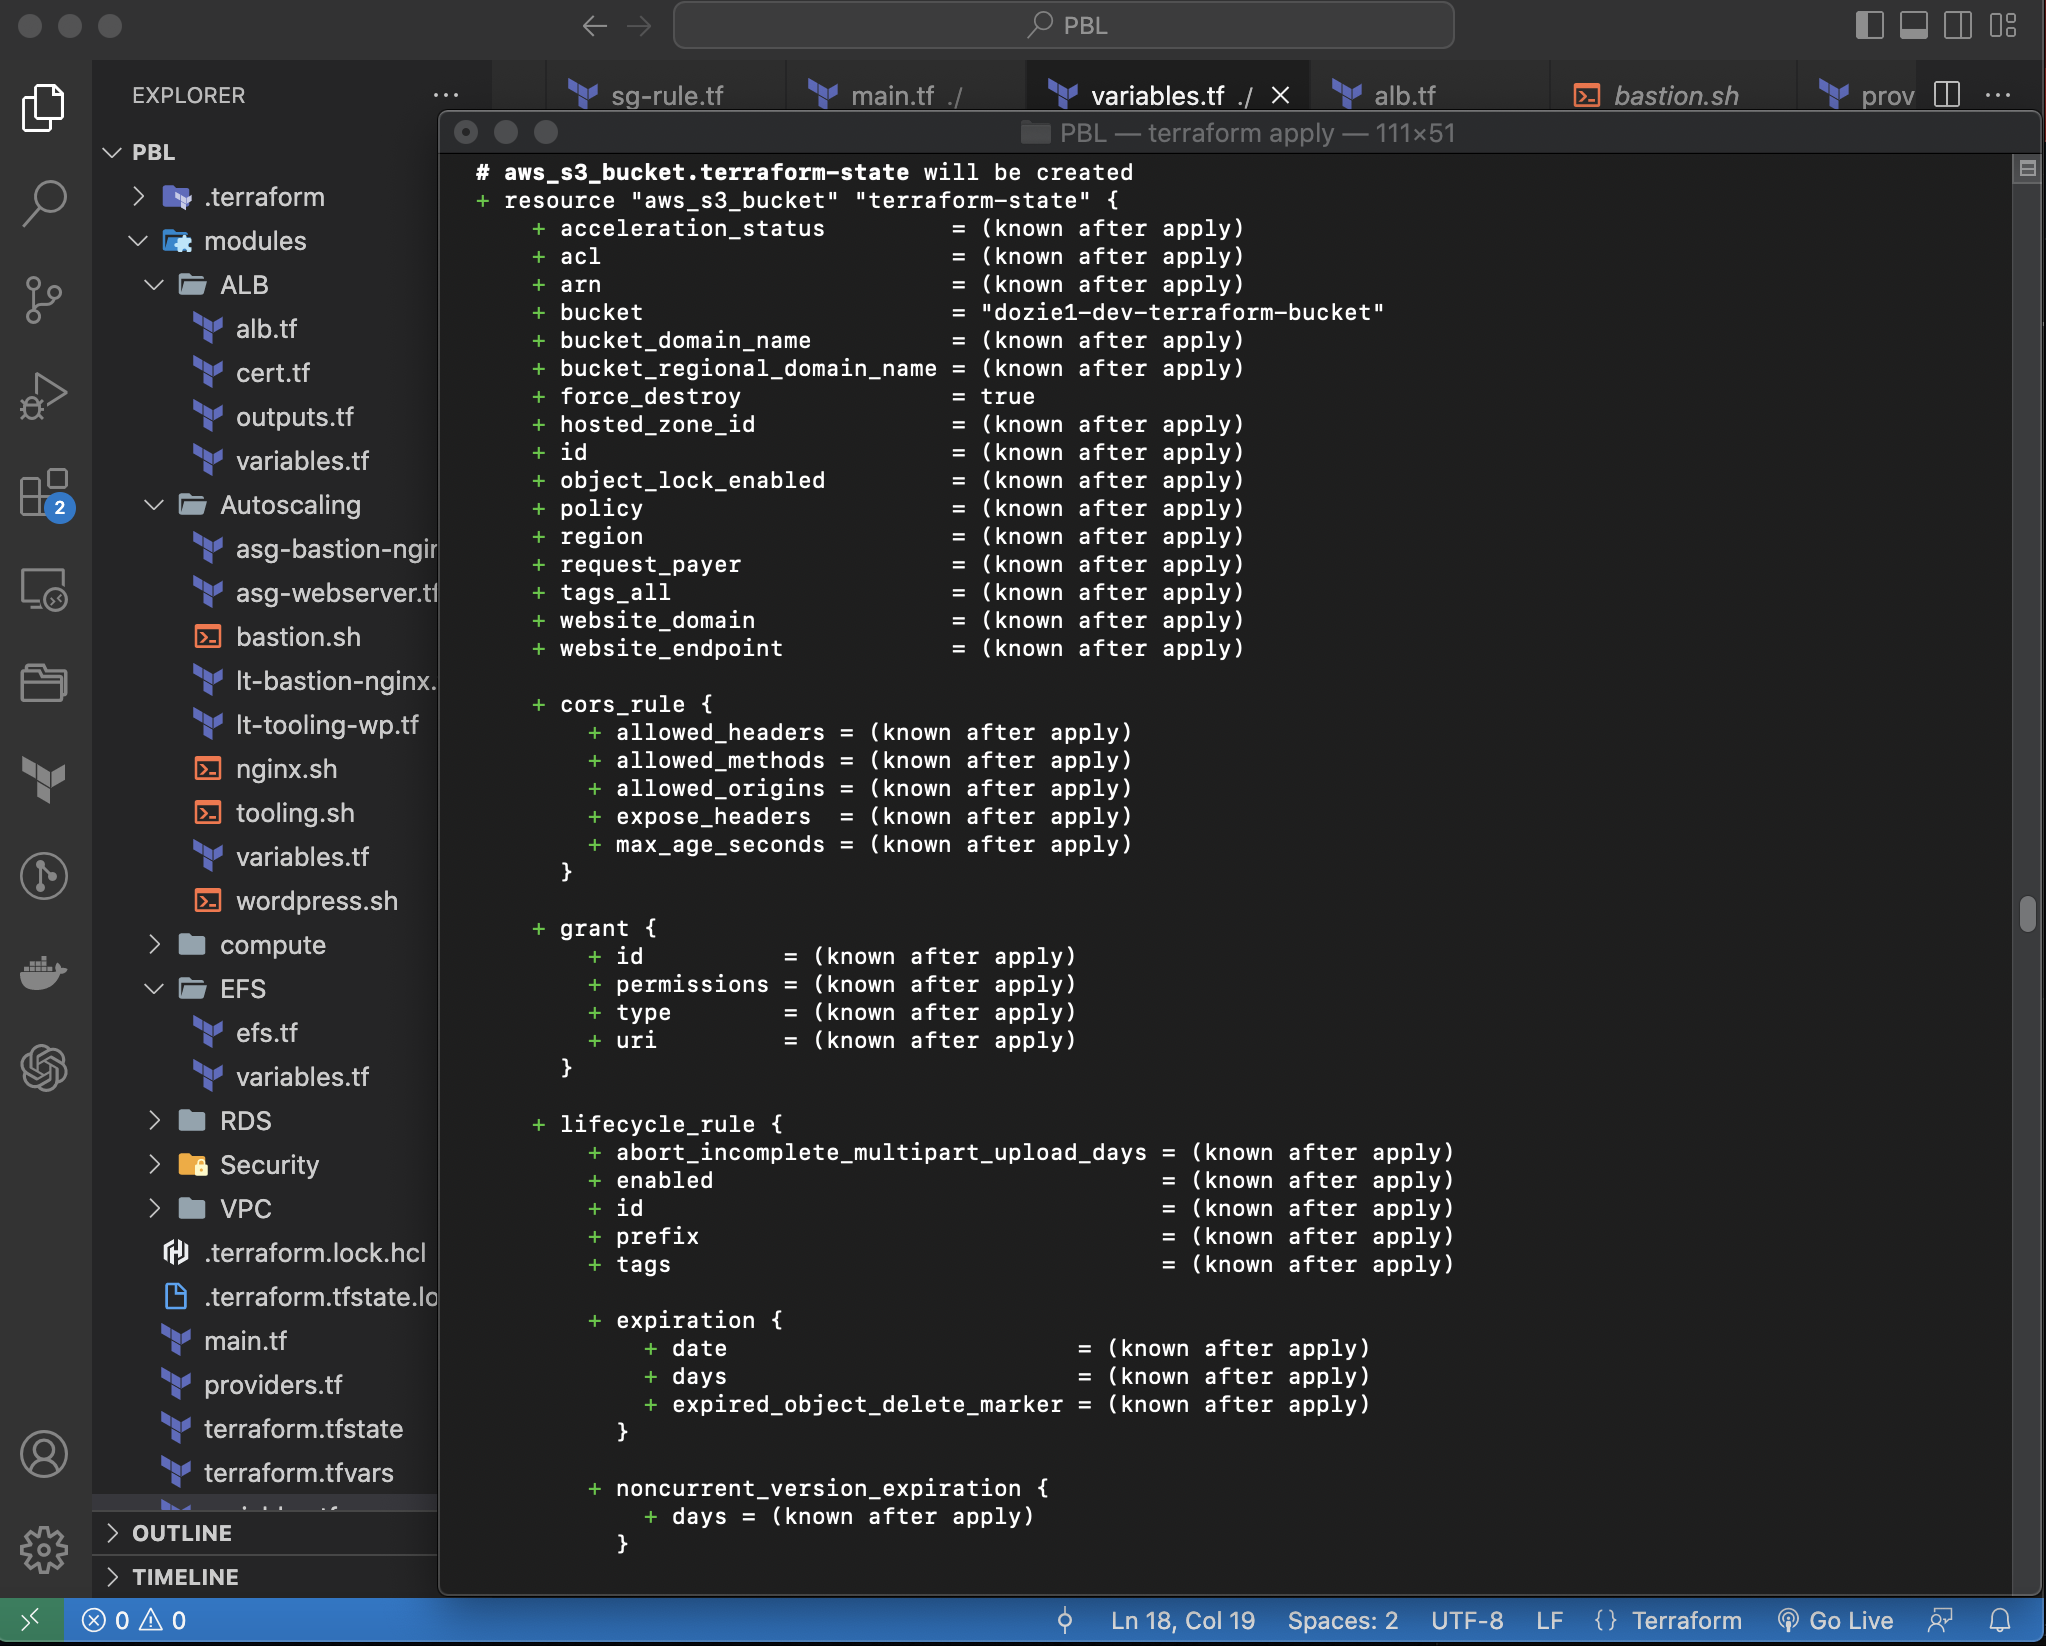 PBL
EXPLORER
sg-rule.tf
main.tf ./
variables.tf ./
alb.tf
bastion.sh
prov
PBL
.terraform
modules
ALB
alb.tf
cert.tf
outputs.tf
variables.tf
Autoscaling
asg-bastion-ngir
asg-webserver.tf
bastion.sh
lt-bastion-nginx.
lt-tooling-wp.tf
nginx.sh
tooling.sh
variables.tf
wordpress.sh
compute
EFS
efs.tf
variables.tf
RDS
Security
VPC
.terraform.lock.hcl
.terraform.tfstate.lo
main.tf
providers.tf
terraform.tfstate
terraform.tfvars
OUTLINE
TIMELINE
2
PBL — terraform apply — 111×51
# aws_s3_bucket.terraform-state will be created
+ resource "aws_s3_bucket" "terraform-state" {
+ acceleration_status = (known after apply)
+ acl = (known after apply)
+ arn = (known after apply)
+ bucket = "dozie1-dev-terraform-bucket"
+ bucket_domain_name = (known after apply)
+ bucket_regional_domain_name = (known after apply)
+ force_destroy = true
+ hosted_zone_id = (known after apply)
+ id = (known after apply)
+ object_lock_enabled = (known after apply)
+ policy = (known after apply)
+ region = (known after apply)
+ request_payer = (known after apply)
+ tags_all = (known after apply)
+ website_domain = (known after apply)
+ website_endpoint = (known after apply)
+ cors_rule {
+ allowed_headers = (known after apply)
+ allowed_methods = (known after apply)
+ allowed_origins = (known after apply)
+ expose_headers = (known after apply)
+ max_age_seconds = (known after apply)
}
+ grant {
+ id = (known after apply)
+ permissions = (known after apply)
+ type = (known after apply)
+ uri = (known after apply)
}
+ lifecycle_rule {
+ abort_incomplete_multipart_upload_days = (known after apply)
+ enabled = (known after apply)
+ id = (known after apply)
+ prefix = (known after apply)
+ tags = (known after apply)
+ expiration {
+ date = (known after apply)
+ days = (known after apply)
+ expired_object_delete_marker = (known after apply)
}
+ noncurrent_version_expiration {
+ days = (known after apply)
}
0 0
Ln 18, Col 19
Spaces: 2
UTF-8
LF
{} Terraform
Go Live